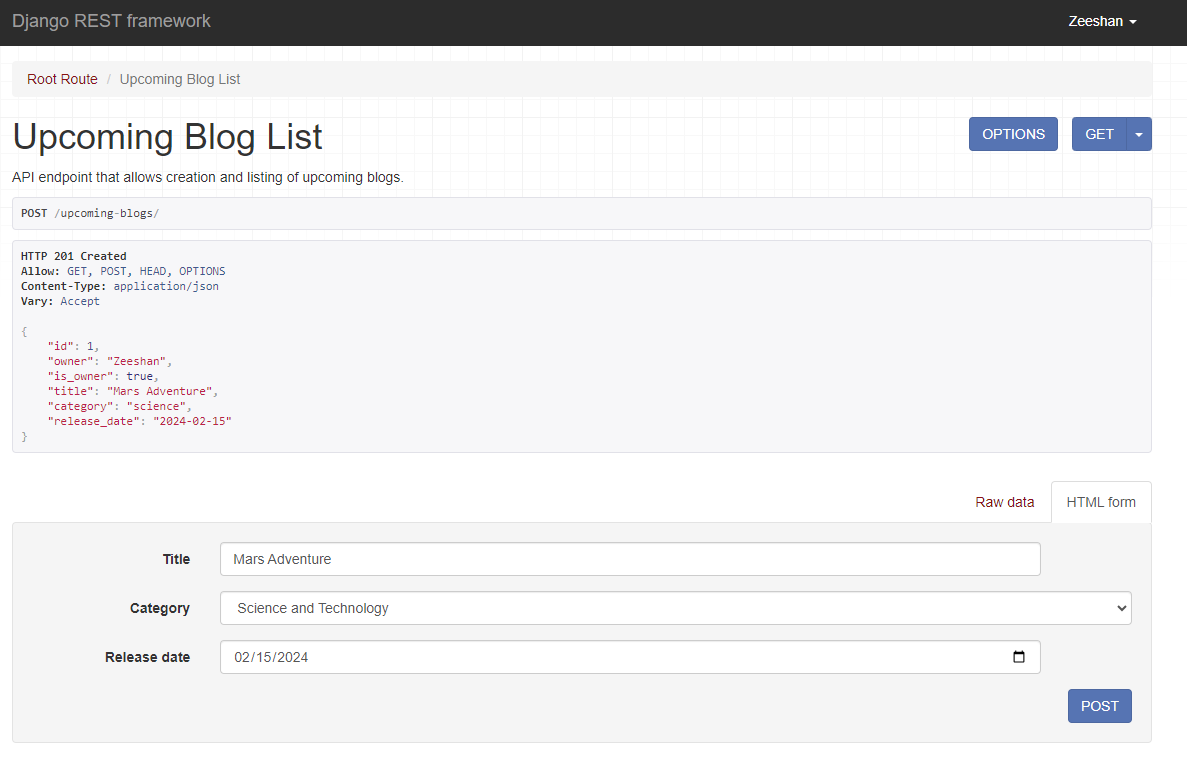 Django REST framework
Zeeshan
Root Route / Upcoming Blog List
Upcoming Blog List
OPTIONS
GET
API endpoint that allows creation and listing of upcoming blogs.
POST /upcoming-blogs/
HTTP 201 Created
Allow: GET, POST, HEAD, OPTIONS
Content-Type: application/json
Vary: Accept
{
    "id": 1,
    "owner": "Zeeshan",
    "is_owner": true,
    "title": "Mars Adventure",
    "category": "science",
    "release_date": "2024-02-15"
}
Raw data
HTML form
Title
Mars Adventure
Category
Science and Technology
Release date
02/15/2024
POST